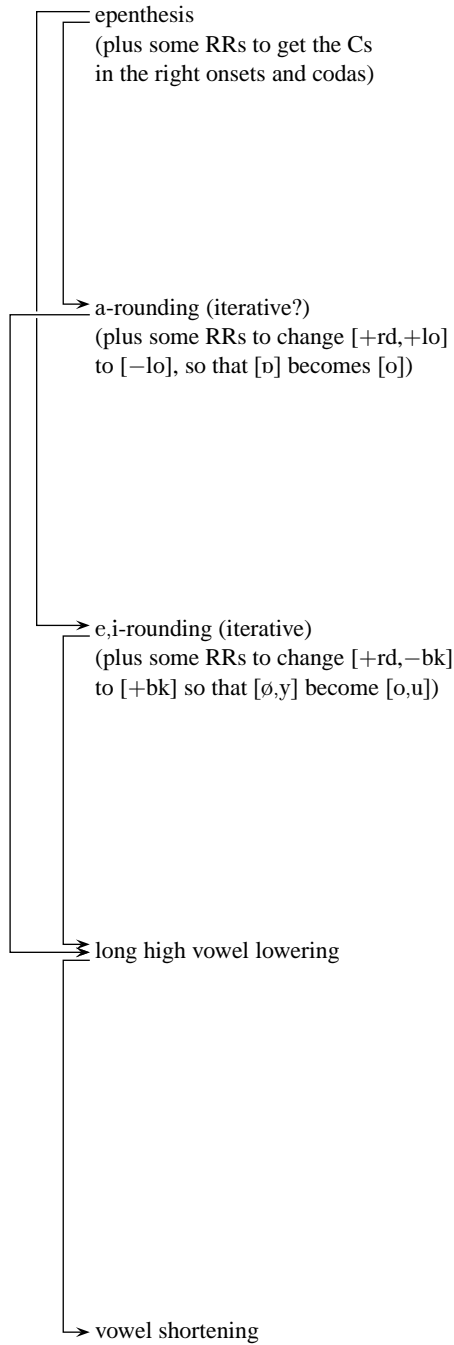 epenthesis
(plus some RRs to get the Cs
in the right onsets and codas)
a-rounding (iterative?)
(plus some RRs to change [+rd,+lo]
to [−lo], so that [ɒ] becomes [o])
e,i-rounding (iterative)
(plus some RRs to change [+rd,−bk]
to [+bk] so that [ø,y] become [o,u])
long high vowel lowering
vowel shortening